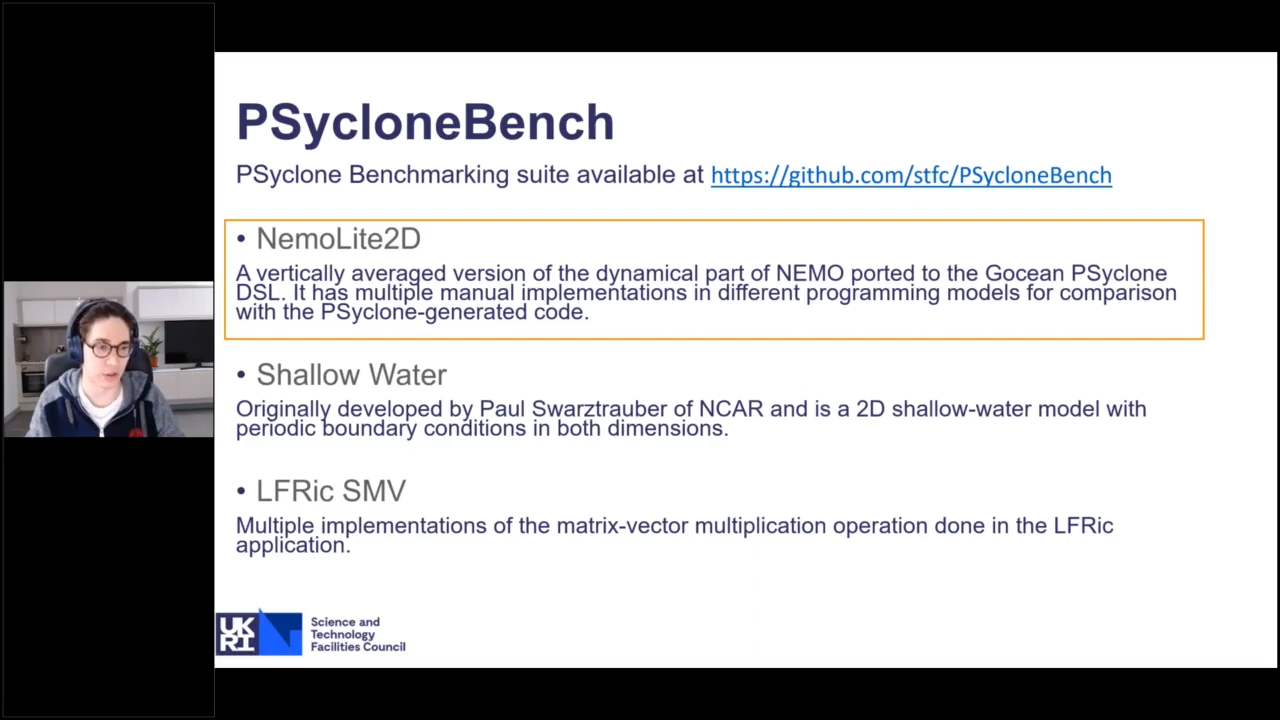 PSycloneBench
PSyclone Benchmarking suite available at https://github.com/stfc/PSycloneBench
• NemoLite2D
A vertically averaged version of the dynamical part of NEMO ported to the Gocean PSyclone
DSL. It has multiple manual implementations in different programming models for comparison
with the PSyclone-generated code.
• Shallow Water
Originally developed by Paul Swarztrauber of NCAR and is a 2D shallow-water model with
periodic boundary conditions in both dimensions.
• LFRic SMV
Multiple implementations of the matrix-vector multiplication operation done in the LFRic
application.
UK
RI
Science and
Technology
Facilities Council